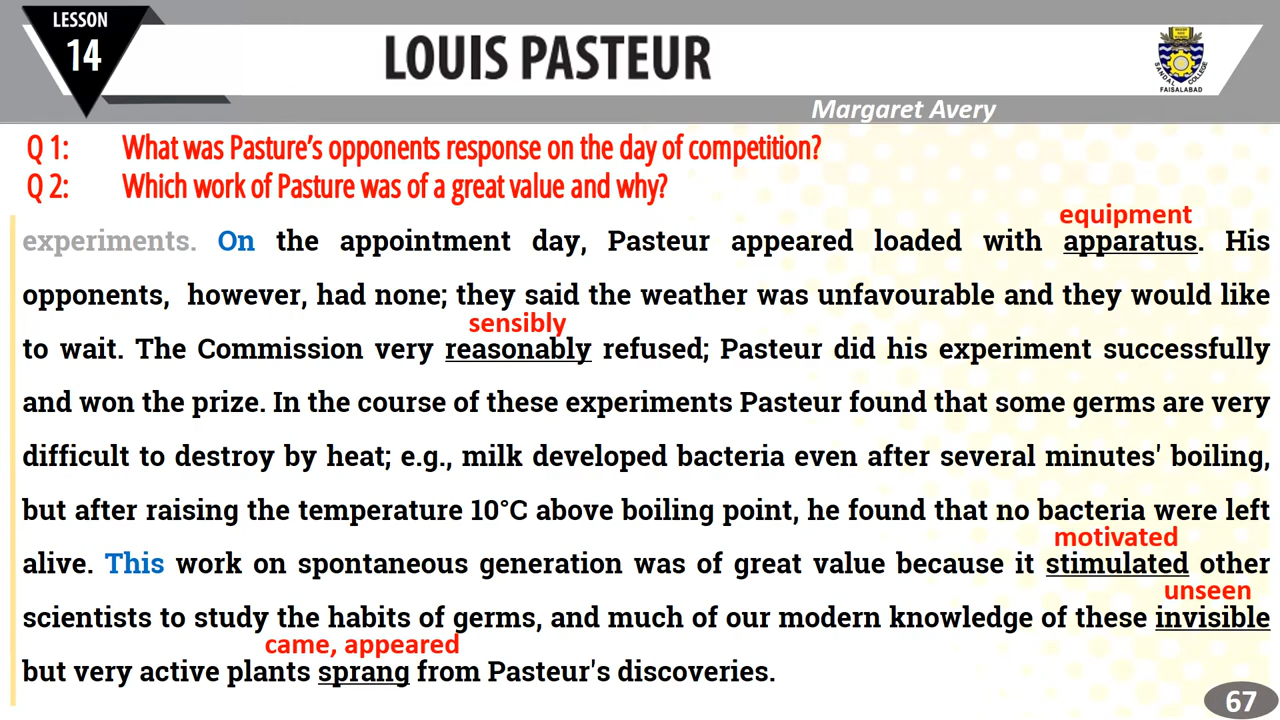 LESSON
14
LOUIS PASTEUR
SANDAL COLLEGE
FAISALABAD
Margaret Avery
Q 1: What was Pasture's opponents response on the day of competition?
Q 2: Which work of Pasture was of a great value and why?
equipment
experiments. On the appointment day, Pasteur appeared loaded with apparatus. His
opponents, however, had none; they said the weather was unfavourable and they would like
sensibly
to wait. The Commission very reasonably refused; Pasteur did his experiment successfully
and won the prize. In the course of these experiments Pasteur found that some germs are very
difficult to destroy by heat; e.g., milk developed bacteria even after several minutes' boiling,
but after raising the temperature 10°C above boiling point, he found that no bacteria were left
motivated
alive. This work on spontaneous generation was of great value because it stimulated other
unseen
scientists to study the habits of germs, and much of our modern knowledge of these invisible
came, appeared
but very active plants sprang from Pasteur's discoveries.
67